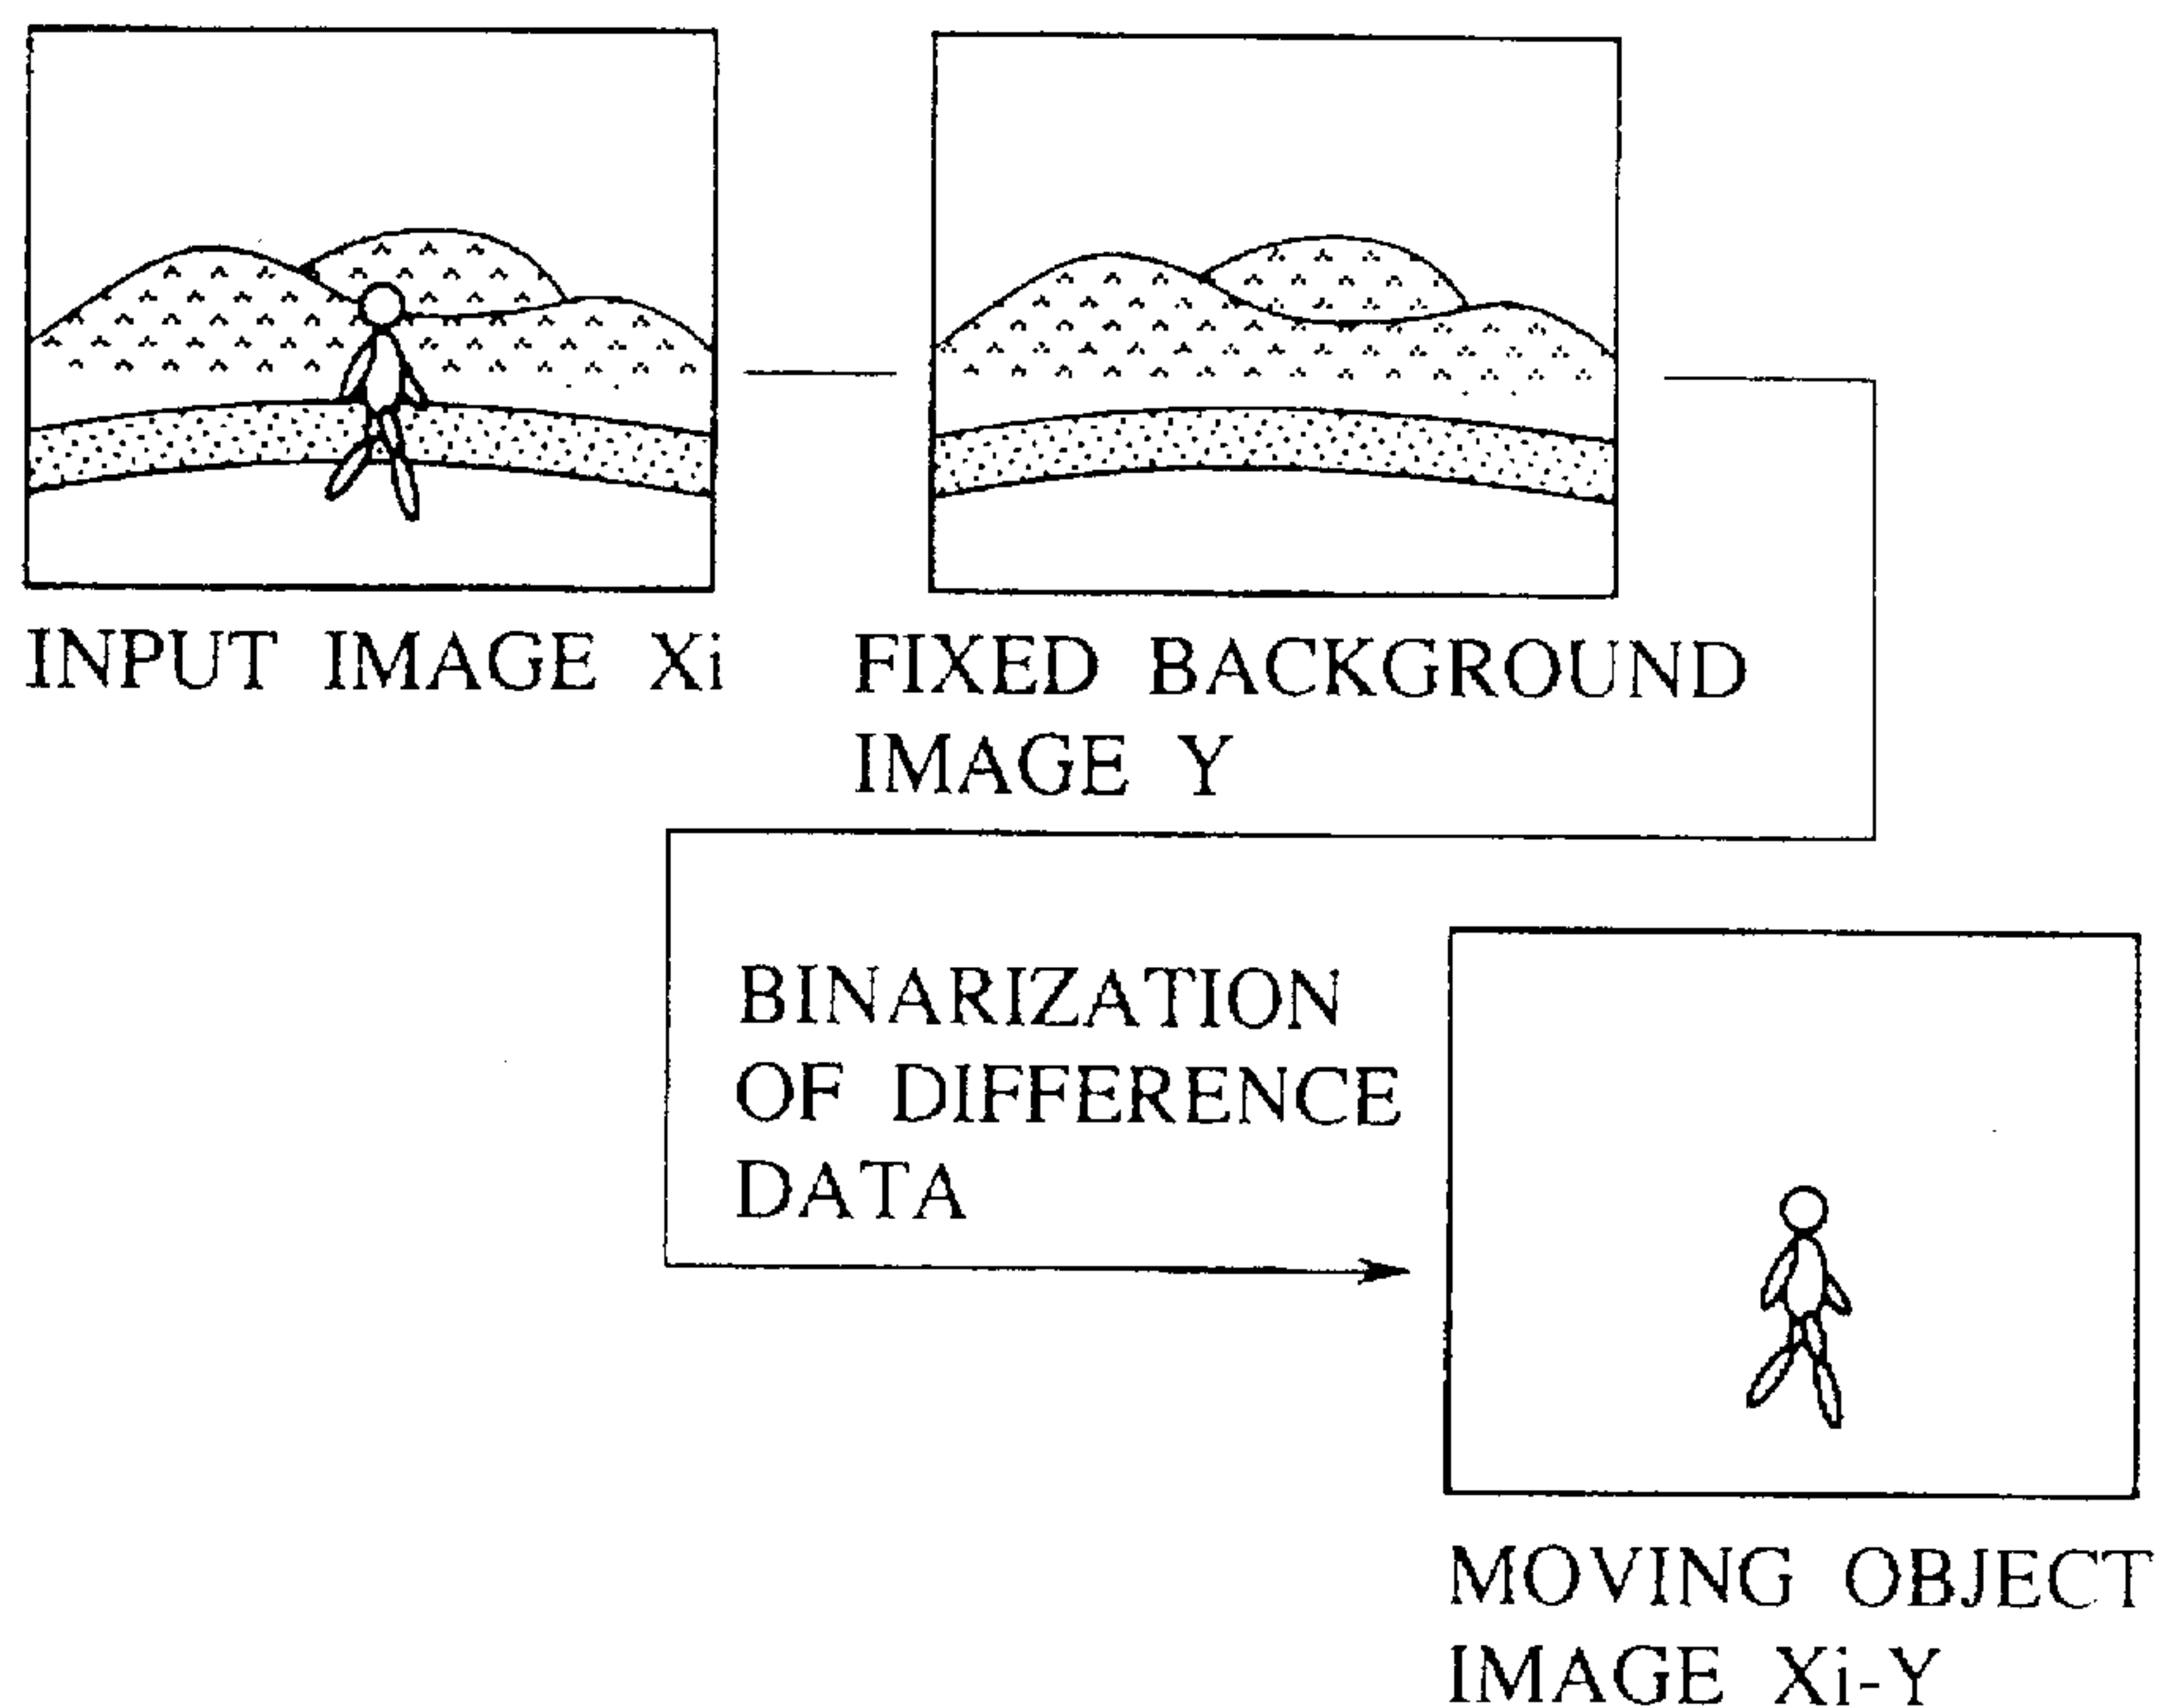 INPUT IMAGE Xi
FIXED BACKGROUND
IMAGE Y
BINARIZATION
OF DIFFERENCE
DATA
MOVING OBJECT
IMAGE Xi-Y